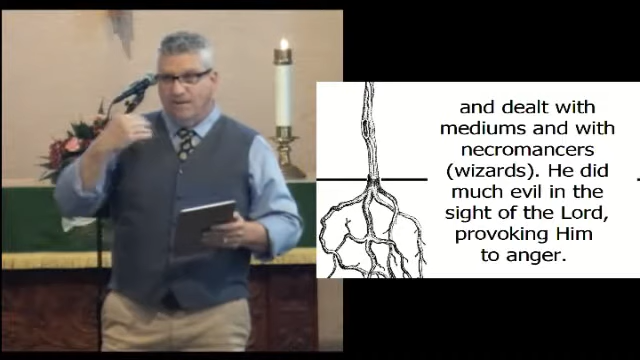 and dealt with
mediums and with
necromancers
(wizards). He did
much evil in the
sight of the Lord,
provoking Him
to anger.